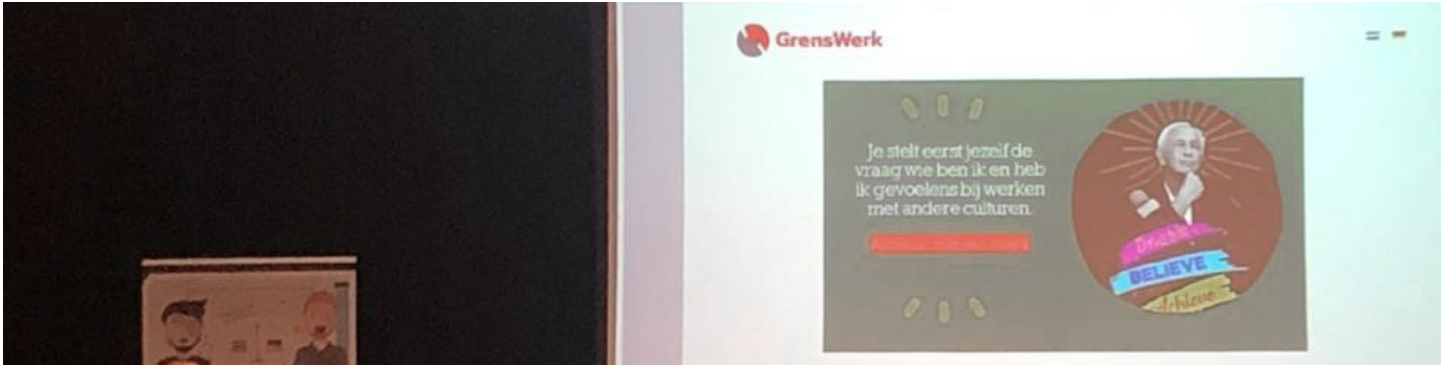 GrensWerk
Je stelt eerst jezelf de
vraag wie ben ik en heb
ik gevoelens bij werken
met andere culturen.
BELIEVE
Achieve